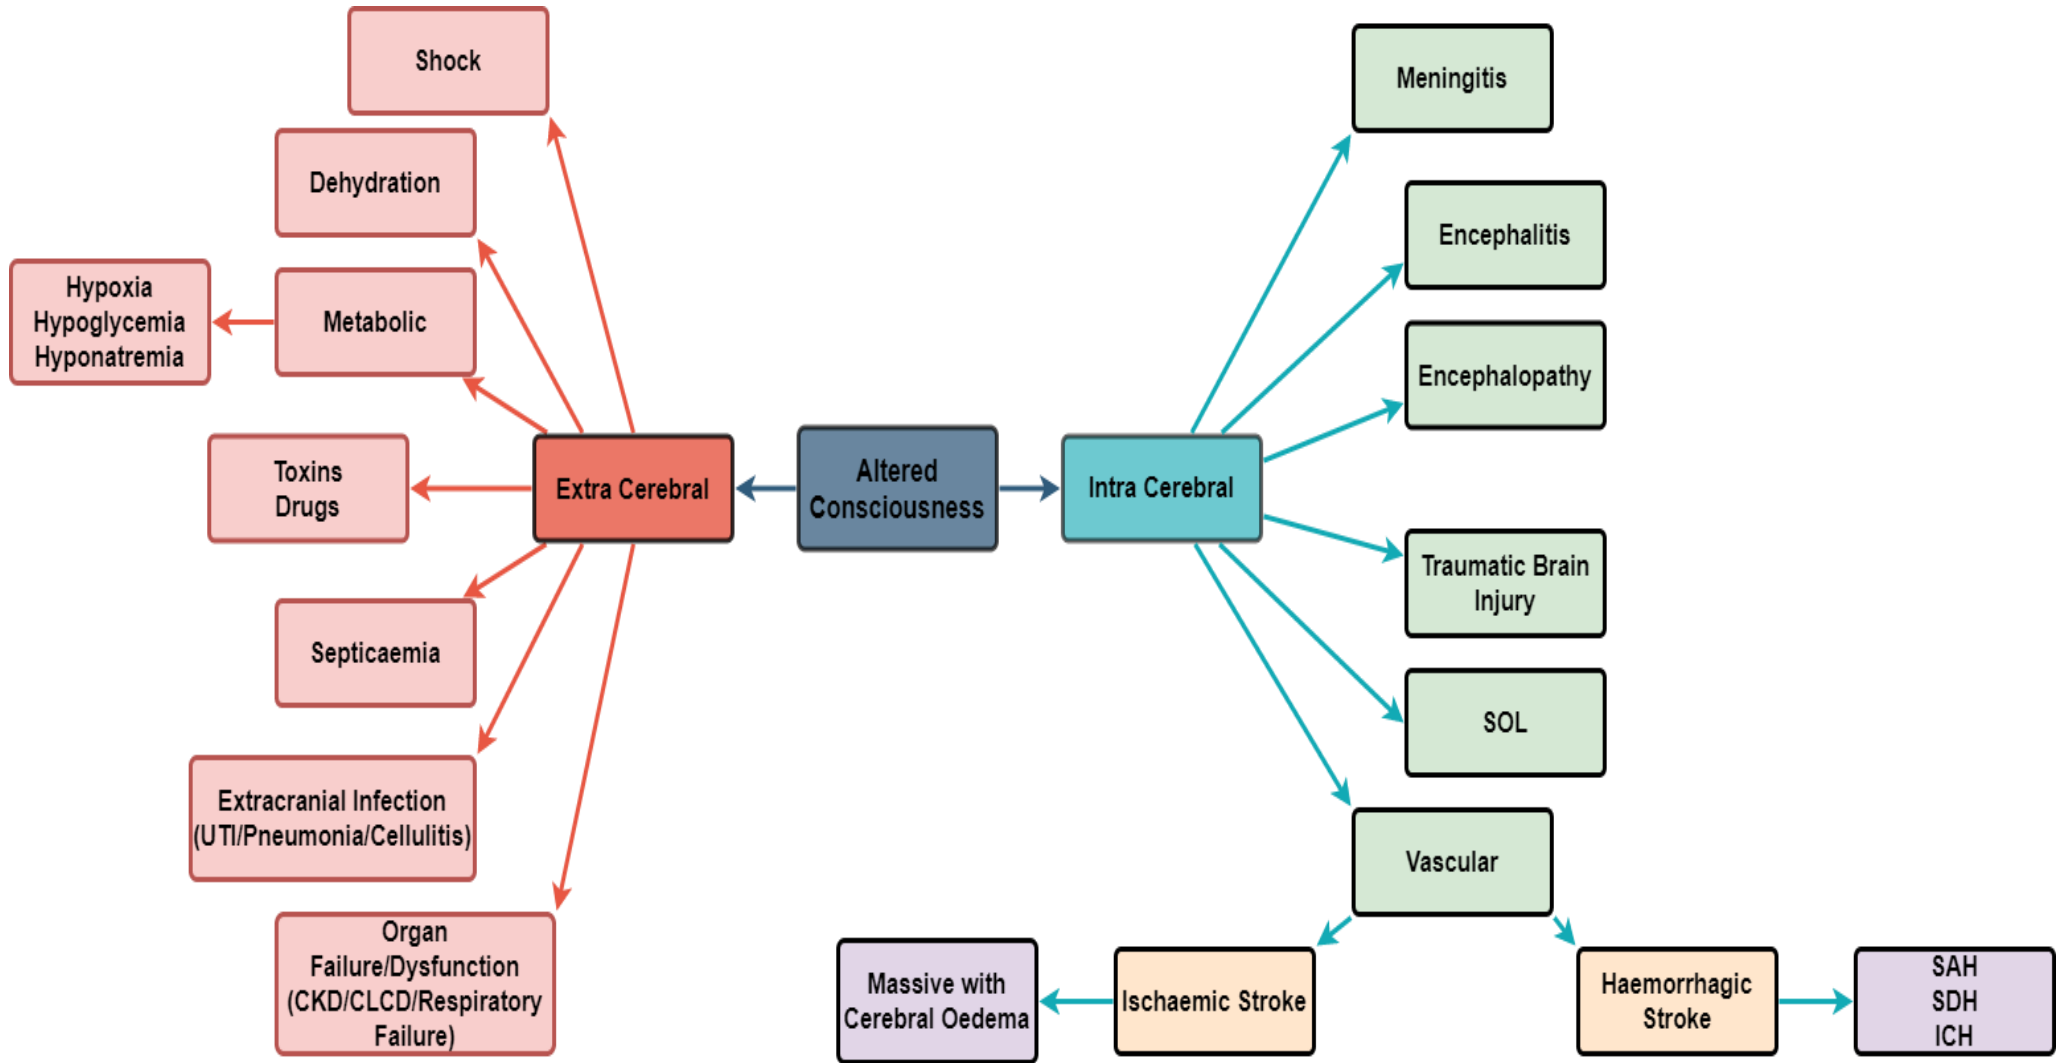 Shock
Dehydration
Hypoxia
Hypoglycemia
Hyponatremia
Metabolic
Toxins
Drugs
Extra Cerebral
Septicaemia
Extracranial Infection
(UTI/Pneumonia/Cellulitis)
Organ
Failure/Dysfunction
(CKD/CLCD/Respiratory
Failure)
Altered
Consciousness
Intra Cerebral
Meningitis
Encephalitis
Encephalopathy
Traumatic Brain
Injury
SOL
Vascular
Massive with
Cerebral Oedema
Ischaemic Stroke
Haemorrhagic
Stroke
SAH
SDH
ICH